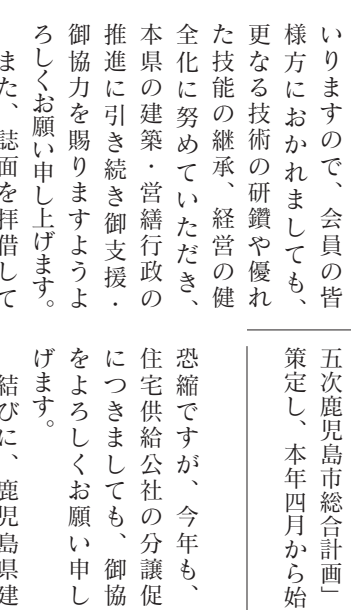 いりますので、会員の皆
様方におかれましても、
更なる技術の研鑽や優れ
た技能の継承、経営の健
全化に努めていただき、
本県の建築・営繕行政の
推進に引き続き御支援・
御協力を賜りますようよ
ろしくお願い申し上げます。
また、誌面を拝借して
五次鹿児島市総合計画」
策定し、本年四月から始
恐縮ですが、今年も、
住宅供給公社の分譲促
につきましても、御協
をよろしくお願い申し
げます。
結びに、鹿児島県建